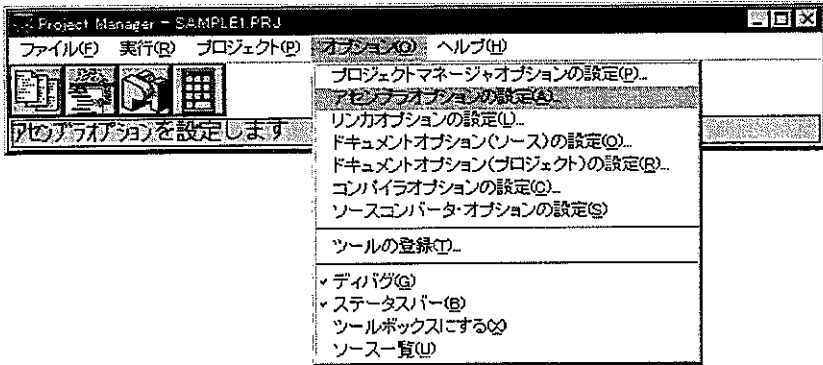 Project Manager - SAMPLE1.PRJ
ファイル(F) 実行(R) プロジェクト(P) オプション(O) ヘルプ(H)
プロジェクトマネージャオプションの設定(P)...
アセンブラオプションの設定(A)...
リンカオプションの設定(L)...
ドキュメントオプション(ソース)の設定(O)...
ドキュメントオプション(プロジェクト)の設定(R)...
コンパイラオプションの設定(C)...
ソースコンバータ・オプションの設定(S)
ツールの登録(T)...
✓ディバグ(G)
✓ステータスバー(B)
ツールボックスにする(X)
ソース一覧(U)
アセンブラオプションを設定します